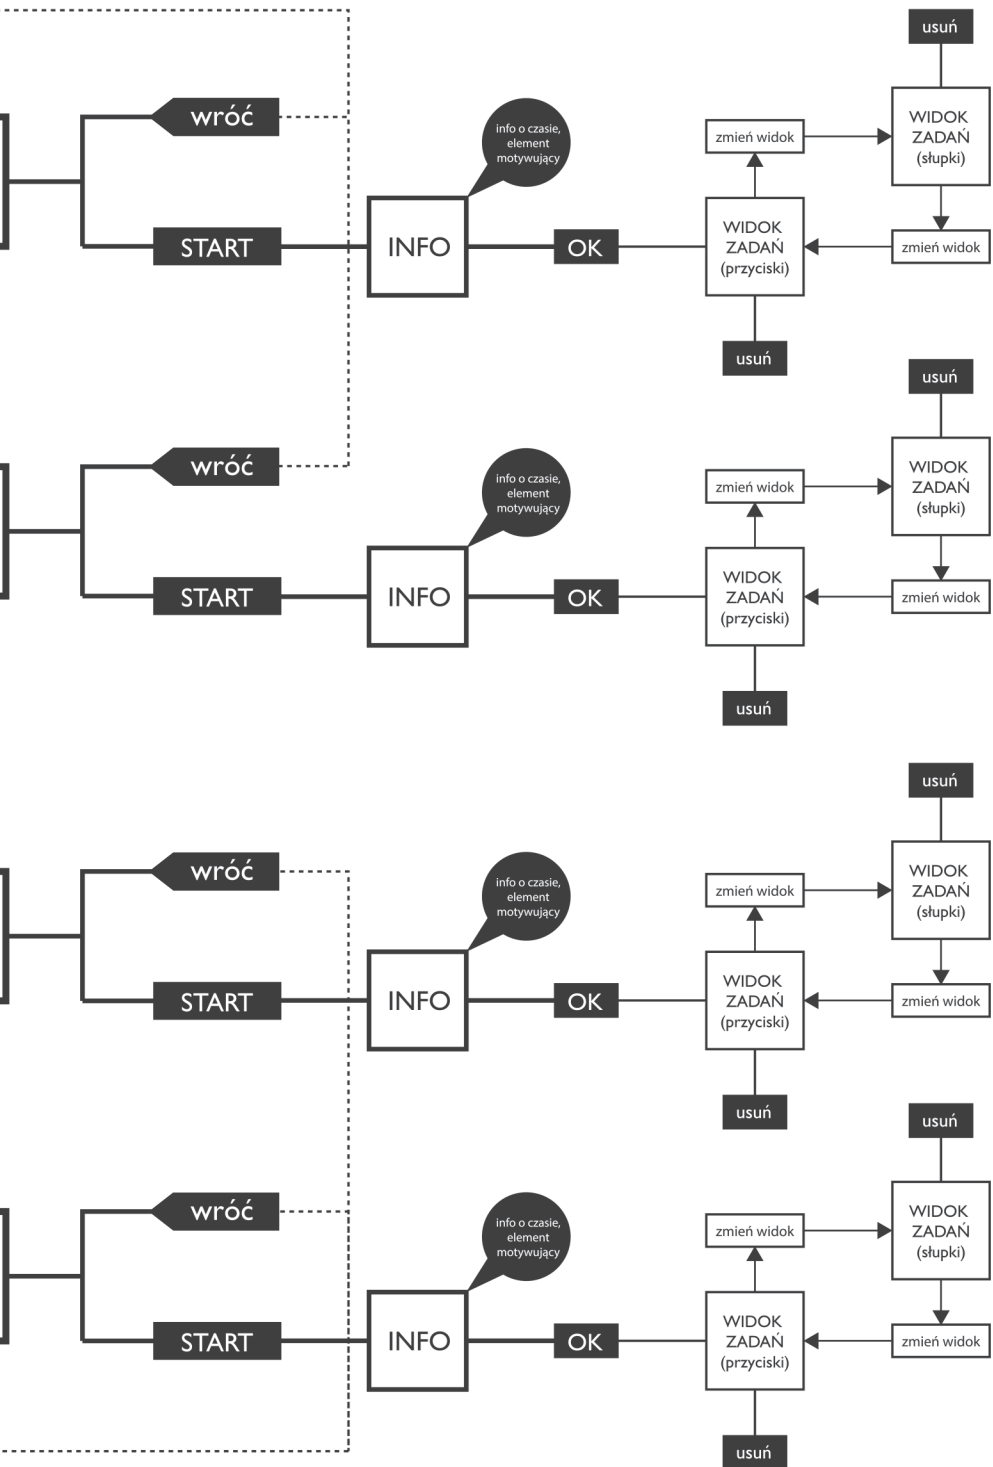 usuń
wróć
info o czasie,
element
motywujący
zmień widok
WIDOK
ZADAŃ
(słupki)
START
INFO
OK
WIDOK
ZADAŃ
(przyciski)
zmień widok
usuń
usuń
wróć
info o czasie,
element
motywujący
zmień widok
WIDOK
ZADAŃ
(słupki)
START
INFO
OK
WIDOK
ZADAŃ
(przyciski)
zmień widok
usuń
usuń
wróć
info o czasie,
element
motywujący
zmień widok
WIDOK
ZADAŃ
(słupki)
START
INFO
OK
WIDOK
ZADAŃ
(przyciski)
zmień widok
usuń
usuń
wróć
info o czasie,
element
motywujący
zmień widok
WIDOK
ZADAŃ
(słupki)
START
INFO
OK
WIDOK
ZADAŃ
(przyciski)
zmień widok
usuń